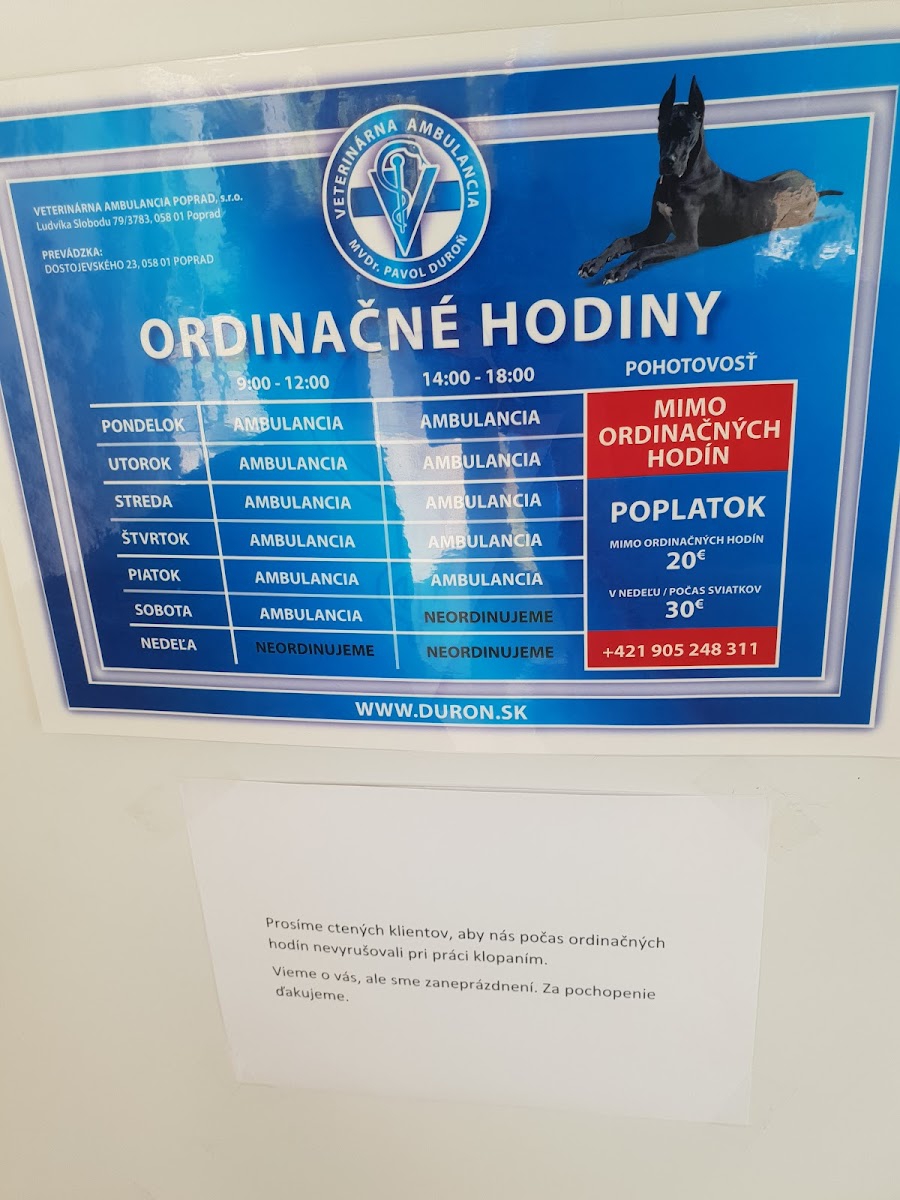 VETERINÁRNA AMBULANCIA
MVDr. PAVOL DUROŇ
VETERINÁRNA AMBULANCIA POPRAD, s.r.o.
Ludvika Slobodu 79/3783, 058 01 Poprad
PREVÁDZKA:
DOSTOJEVSKÉHO 23, 058 01 POPRAD
ORDINAČNÉ HODINY
9:00 - 12:00 14:00 - 18:00 POHOTOVOSŤ
PONDELOK AMBULANCIA AMBULANCIA
UTOROK AMBULANCIA AMBULANCIA
STREDA AMBULANCIA AMBULANCIA
ŠTVRTOK AMBULANCIA AMBULANCIA
PIATOK AMBULANCIA AMBULANCIA
SOBOTA AMBULANCIA NEORDINUJEME
NEDEĽA NEORDINUJEME NEORDINUJEME
MIMO
ORDINAČNÝCH
HODÍN
POPLATOK
MIMO ORDINAČNÝCH HODÍN
20€
V NEDEĽU / POČAS SVIATKOV
30€
+421 905 248 311
WWW.DURON.SK
Prosíme ctených klientov, aby nás počas ordinačných
hodín nevyrušovali pri práci klopaním.
Vieme o vás, ale sme zaneprázdnení. Za pochopenie
ďakujeme.